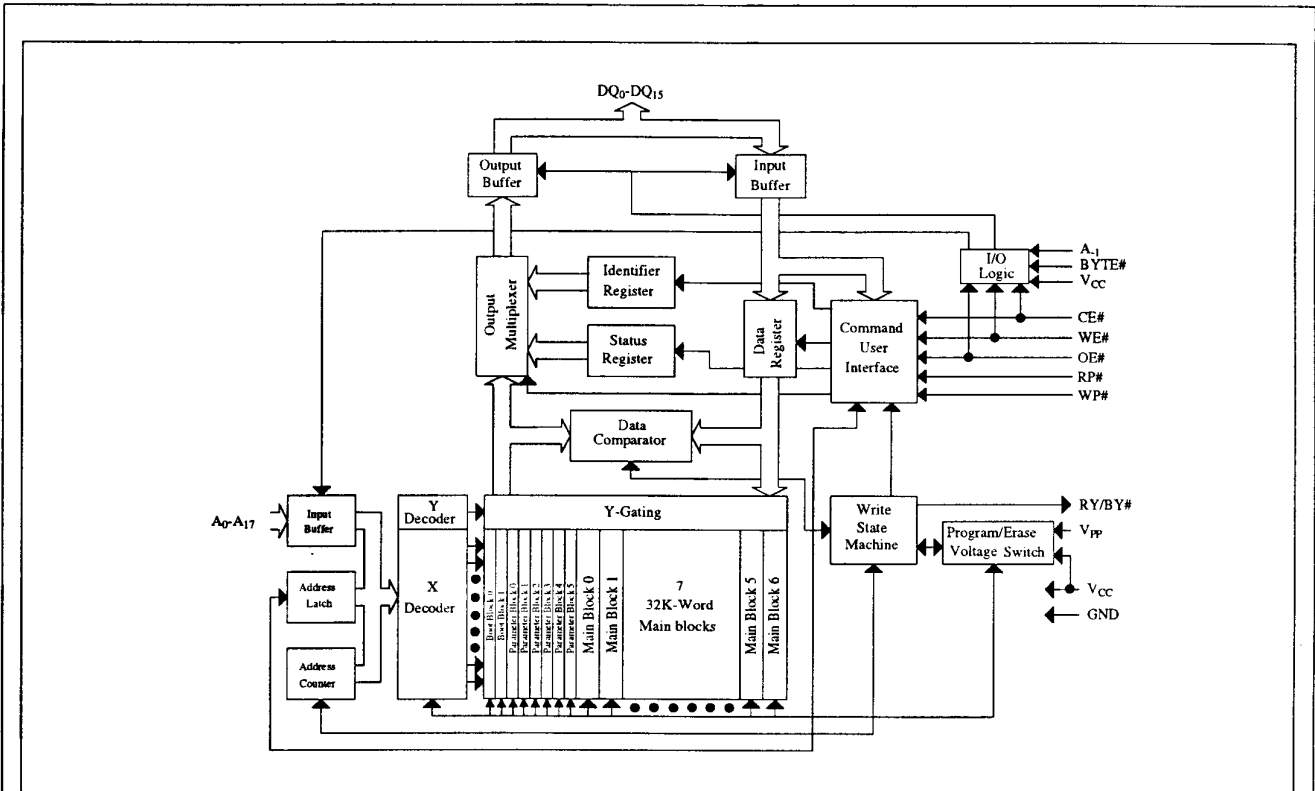 DQ₀-DQ₁₅
Output
Buffer
Input
Buffer
I/O
Logic
A₋₁
BYTE#
V_CC
CE#
WE#
OE#
RP#
WP#
Output
Multiplexer
Identifier
Register
Status
Register
Data
Register
Command
User
Interface
Data
Comparator
A₀-A₁₇
Input
Buffer
Address
Latch
Address
Counter
Y
Decoder
X
Decoder
Y-Gating
Boot Block 0
Boot Block 1
Parameter Block 0
Parameter Block 1
Parameter Block 2
Parameter Block 3
Parameter Block 4
Parameter Block 5
Main Block 0
Main Block 1
7
32K-Word
Main blocks
Main Block 5
Main Block 6
Write
State
Machine
Program/Erase
Voltage Switch
RY/BY#
V_PP
V_CC
GND